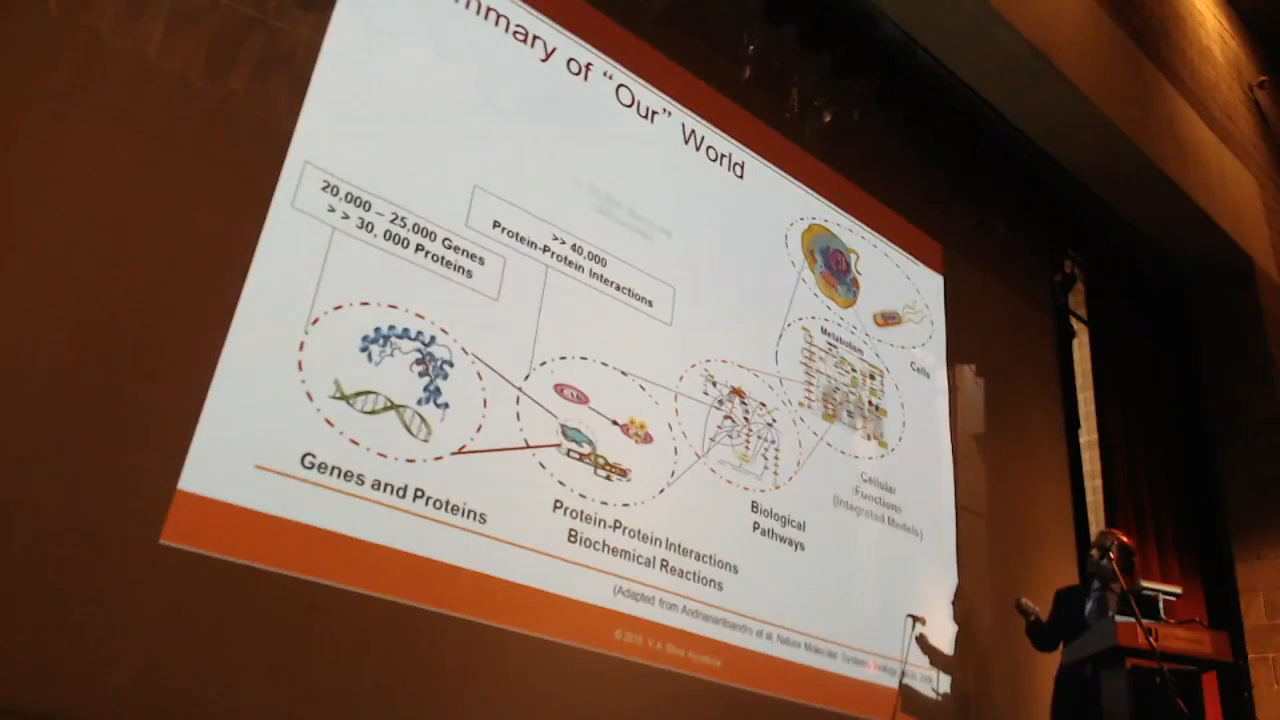 mmary of “Our” World
20,000 – 25,000 Genes
> > 30, 000 Proteins
>> 40,000
Protein-Protein Interactions
Metabolism
Cells
Genes and Proteins
Protein-Protein Interactions
Biochemical Reactions
Biological
Pathways
Cellular
Functions
(Integrated Models)
(Adapted from Andrianantoandro et al, Nature Molecular Systems Biology,
© 2015 V.A.